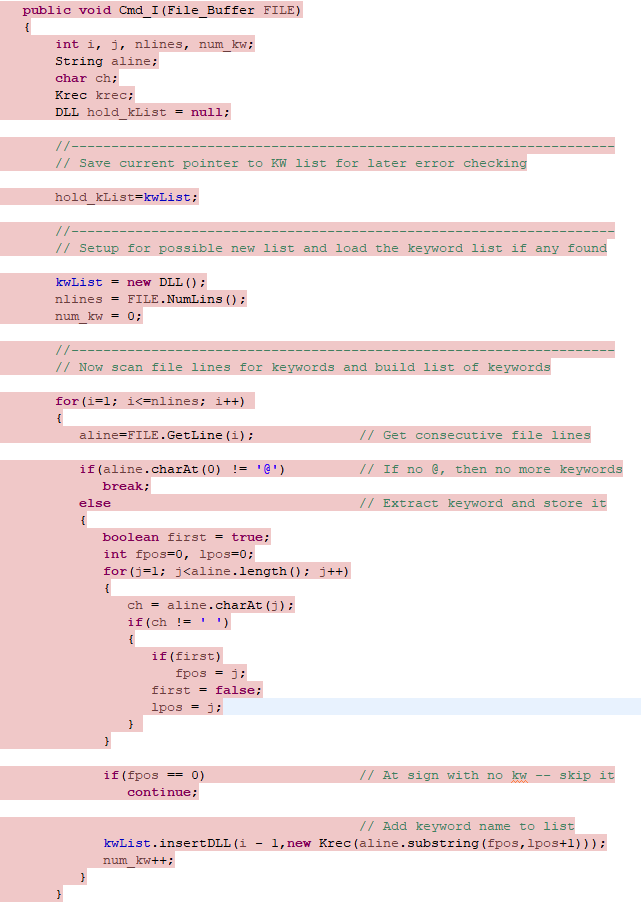 public void Cmd_I(File_Buffer FILE)
{
int i, j, nlines, num_kw;
String aline;
char ch;
Krec krec;
DLL hold_kList = null;
//--------------------------------------------------------------------
// Save current pointer to KW list for later error checking
hold_kList=kwList;
//--------------------------------------------------------------------
// Setup for possible new list and load the keyword list if any found
kwList = new DLL();
nlines = FILE.NumLins();
num_kw = 0;
//--------------------------------------------------------------------
// Now scan file lines for keywords and build list of keywords
for(i=1; i<=nlines; i++)
{
aline=FILE.GetLine(i); // Get consecutive file lines
if(aline.charAt(0) != '@') // If no @, then no more keywords
break;
else // Extract keyword and store it
{
boolean first = true;
int fpos=0, lpos=0;
for(j=1; j<aline.length(); j++)
{
ch = aline.charAt(j);
if(ch != ' ')
{
if(first)
fpos = j;
first = false;
lpos = j;
}
}
if(fpos == 0) // At sign with no kw -- skip it
continue;
// Add keyword name to list
kwList.insertDLL(i - 1,new Krec(aline.substring(fpos,lpos+1)));
num_kw++;
}
}